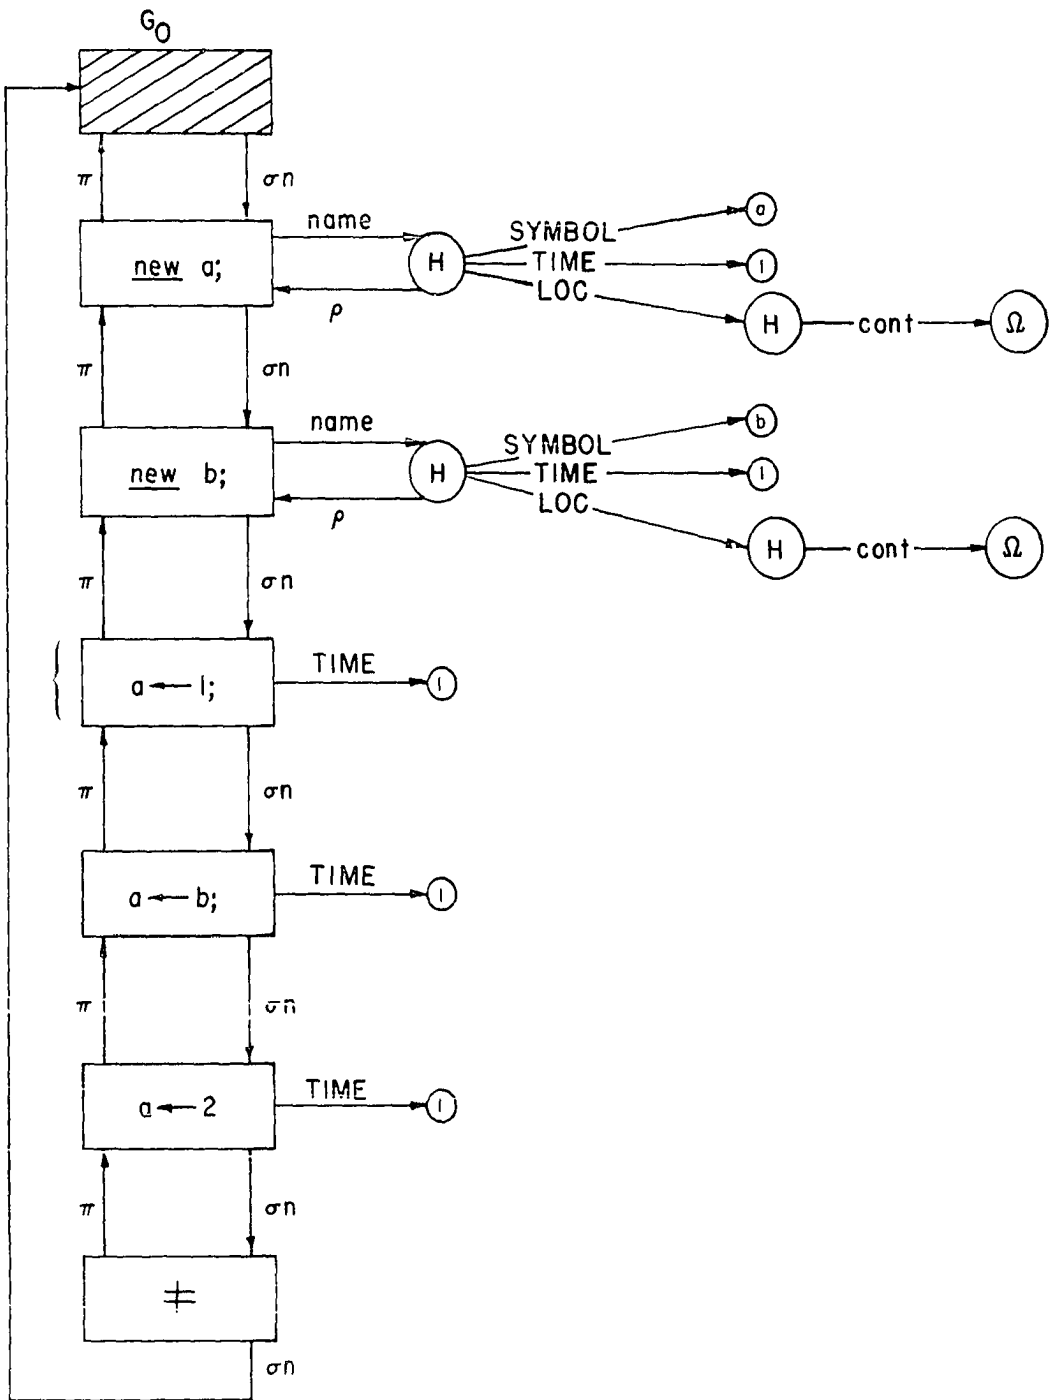 G0
π σn
new a; name H SYMBOL a
TIME 1
ρ LOC H cont Ω
π σn
new b; name H SYMBOL b
TIME 1
ρ LOC H cont Ω
π σn
a ← 1; TIME 1
π σn
a ← b; TIME 1
π σn
a ← 2 TIME 1
π σn
‡
σn